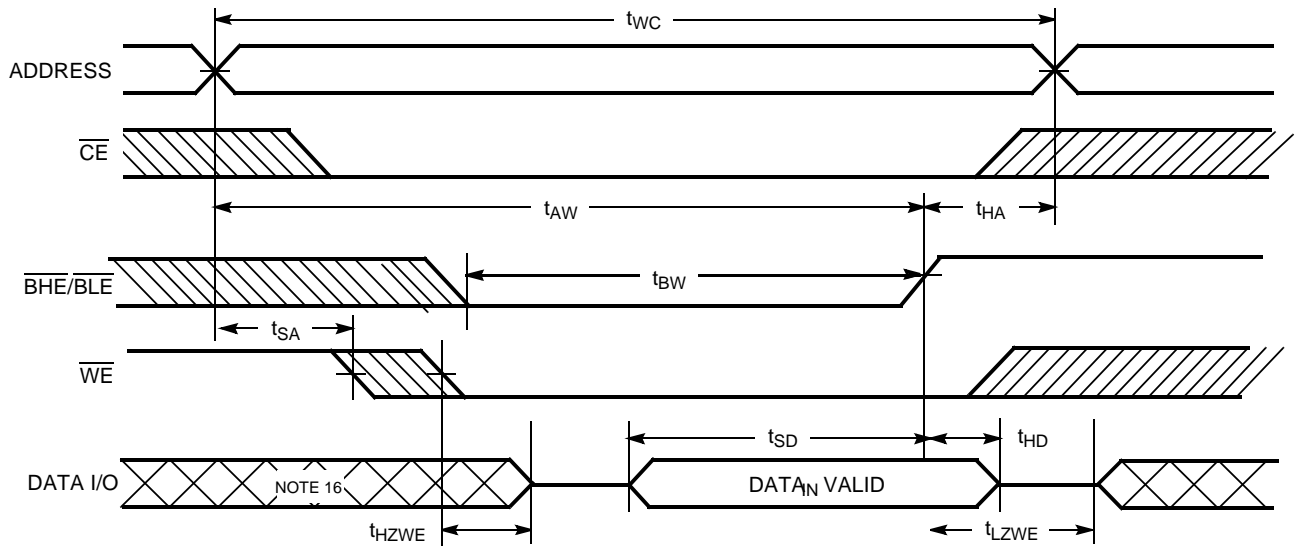 tWC
ADDRESS
CE
tAW
tHA
BHE/BLE
tBW
tSA
WE
tSD
tHD
DATA I/O
NOTE 16
DATAIN VALID
tHZWE
tLZWE